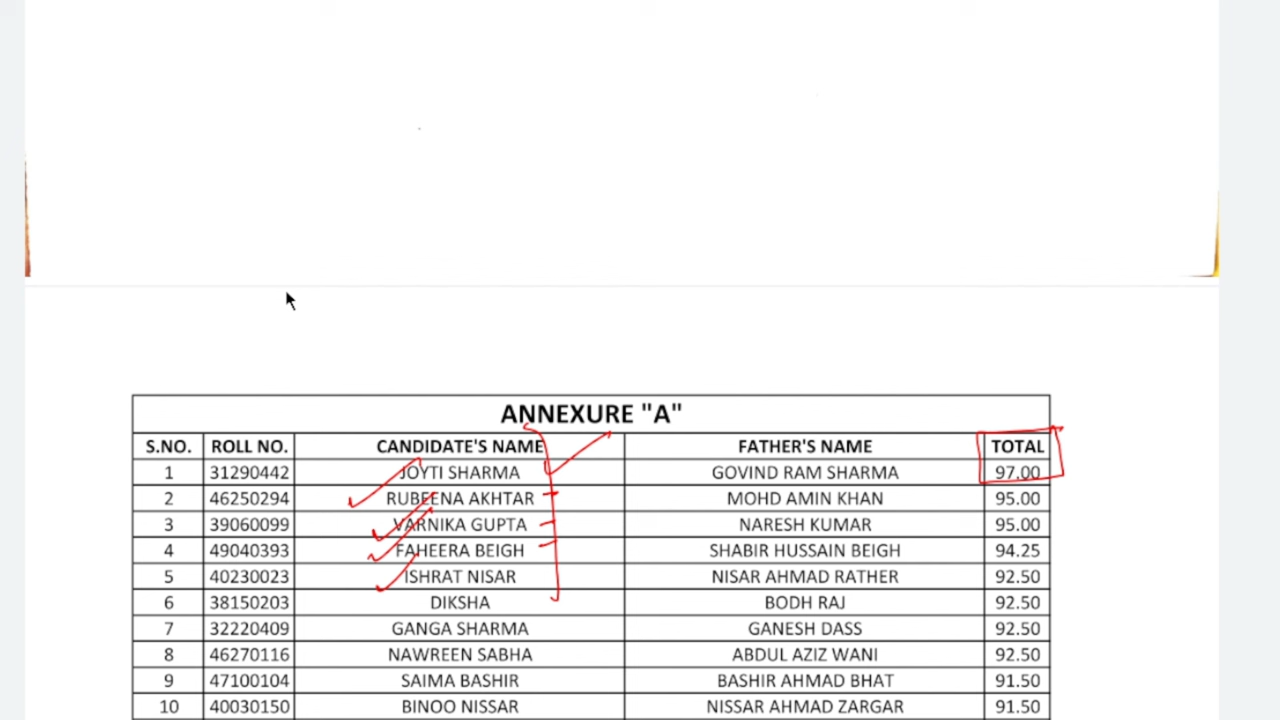 ANNEXURE "A"
S.NO. ROLL NO. CANDIDATE'S NAME FATHER'S NAME TOTAL
1 31290442 JOYTI SHARMA GOVIND RAM SHARMA 97.00
2 46250294 RUBEENA AKHTAR MOHD AMIN KHAN 95.00
3 39060099 VARNIKA GUPTA NARESH KUMAR 95.00
4 49040393 FAHEERA BEIGH SHABIR HUSSAIN BEIGH 94.25
5 40230023 ISHRAT NISAR NISAR AHMAD RATHER 92.50
6 38150203 DIKSHA BODH RAJ 92.50
7 32220409 GANGA SHARMA GANESH DASS 92.50
8 46270116 NAWREEN SABHA ABDUL AZIZ WANI 92.50
9 47100104 SAIMA BASHIR BASHIR AHMAD BHAT 91.50
10 40030150 BINOO NISSAR NISSAR AHMAD ZARGAR 91.50